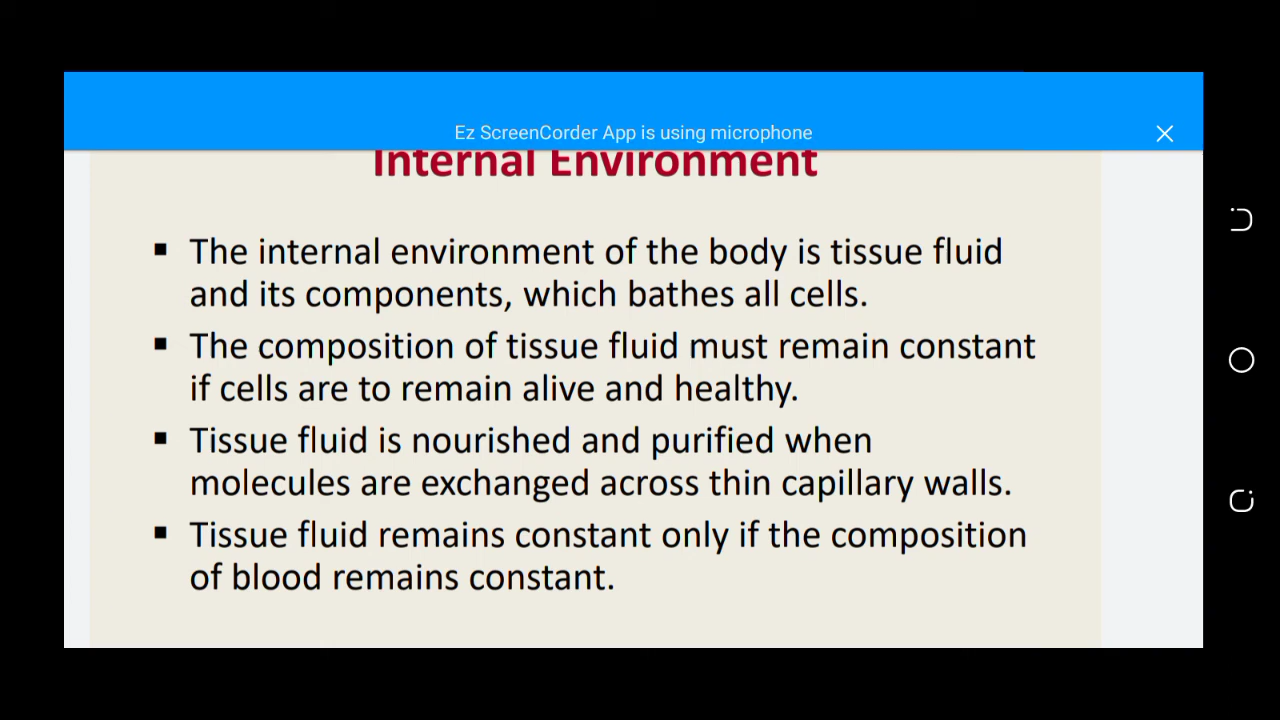 Ez ScreenCorder App is using microphone
Internal Environment
▪ The internal environment of the body is tissue fluid
and its components, which bathes all cells.
▪ The composition of tissue fluid must remain constant
if cells are to remain alive and healthy.
▪ Tissue fluid is nourished and purified when
molecules are exchanged across thin capillary walls.
▪ Tissue fluid remains constant only if the composition
of blood remains constant.